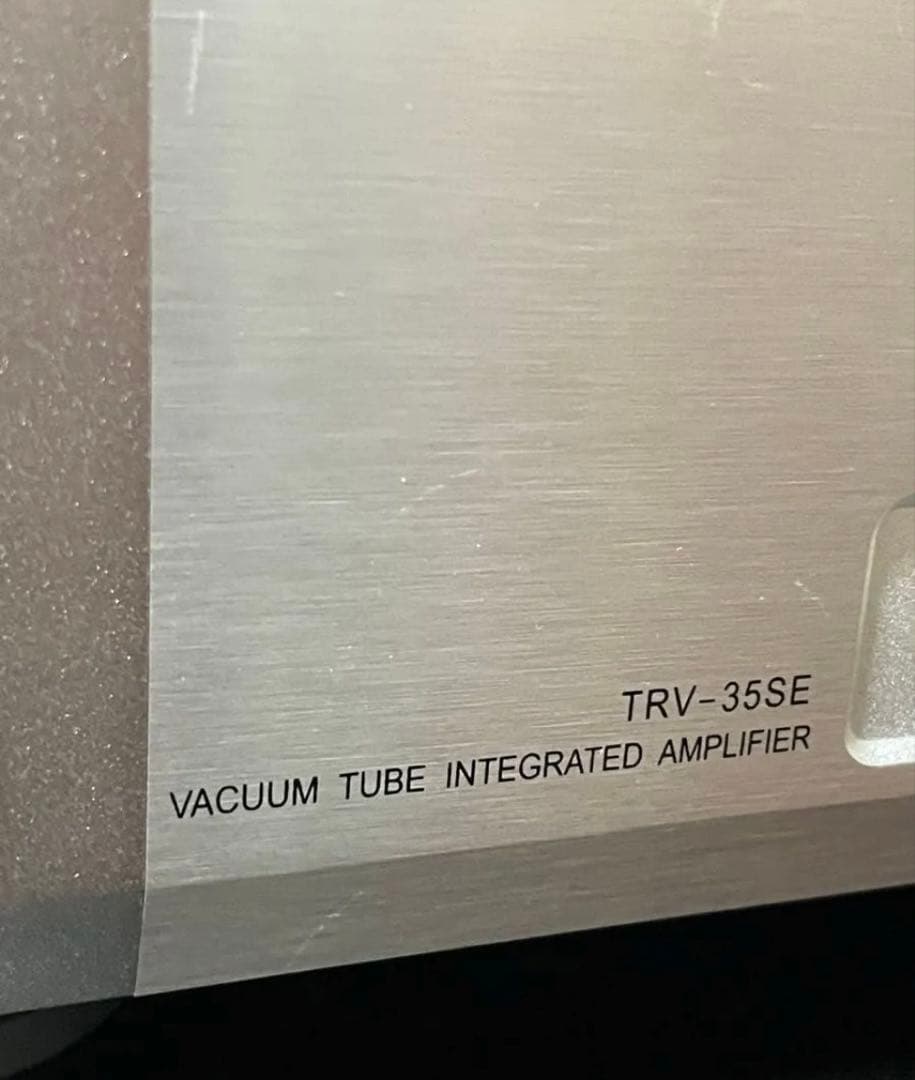 TRV-35SE
VACUUM TUBE INTEGRATED AMPLIFIER